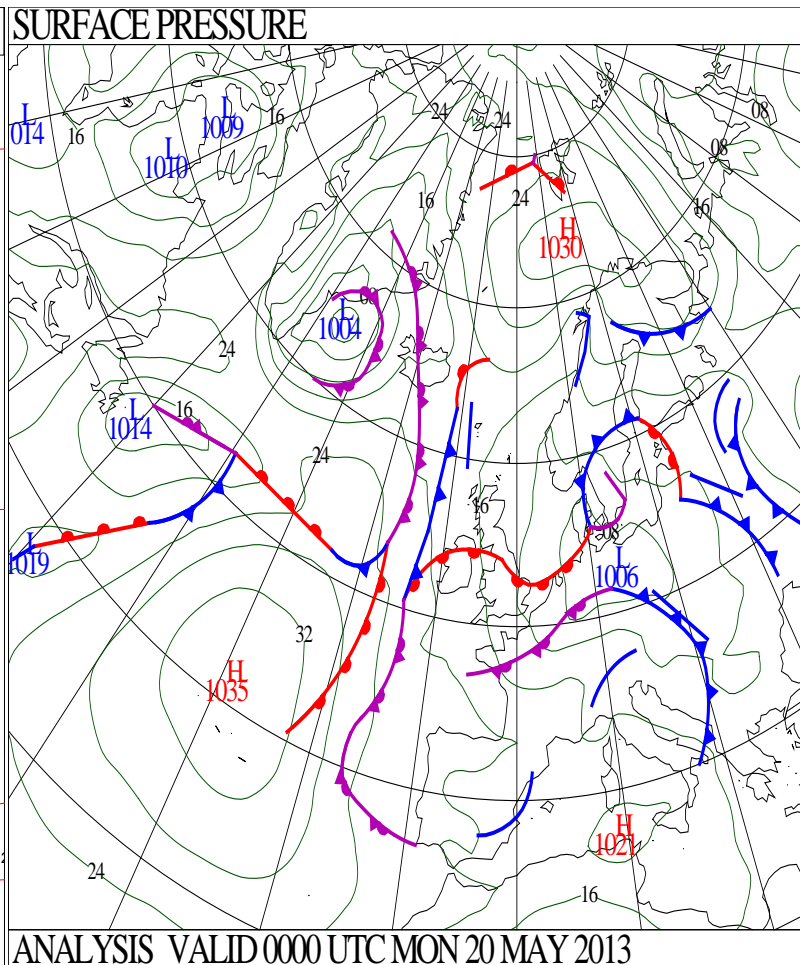 SURFACE PRESSURE
L
014
16
L
1009
16
L
1010
24
24
08
08
16
24
16
H
1030
08
L
1004
24
L
1014
16
24
16
08
L
1019
L
1006
32
H
1035
H
1021
24
16
ANALYSIS VALID 0000 UTC MON 20 MAY 2013